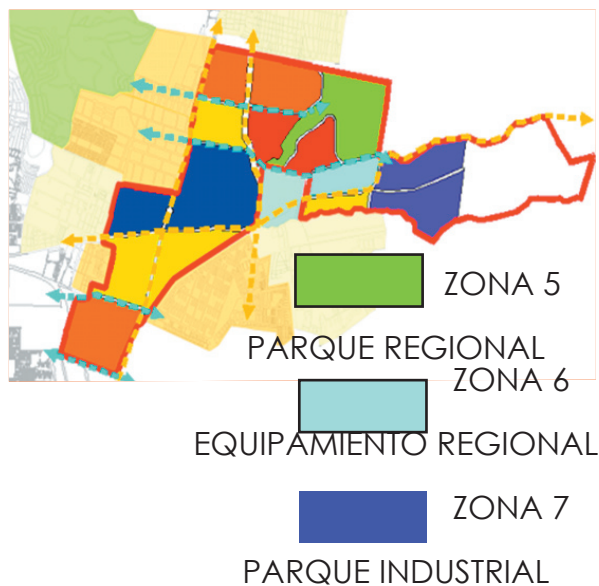 ZONA 5
PARQUE REGIONAL
ZONA 6
EQUIPAMIENTO REGIONAL
ZONA 7
PARQUE INDUSTRIAL